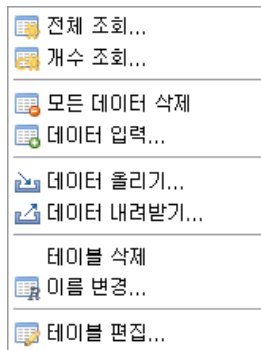 전체 조회...
개수 조회...
모든 데이터 삭제
데이터 입력...
데이터 올리기...
데이터 내려받기...
테이블 삭제
이름 변경...
테이블 편집...